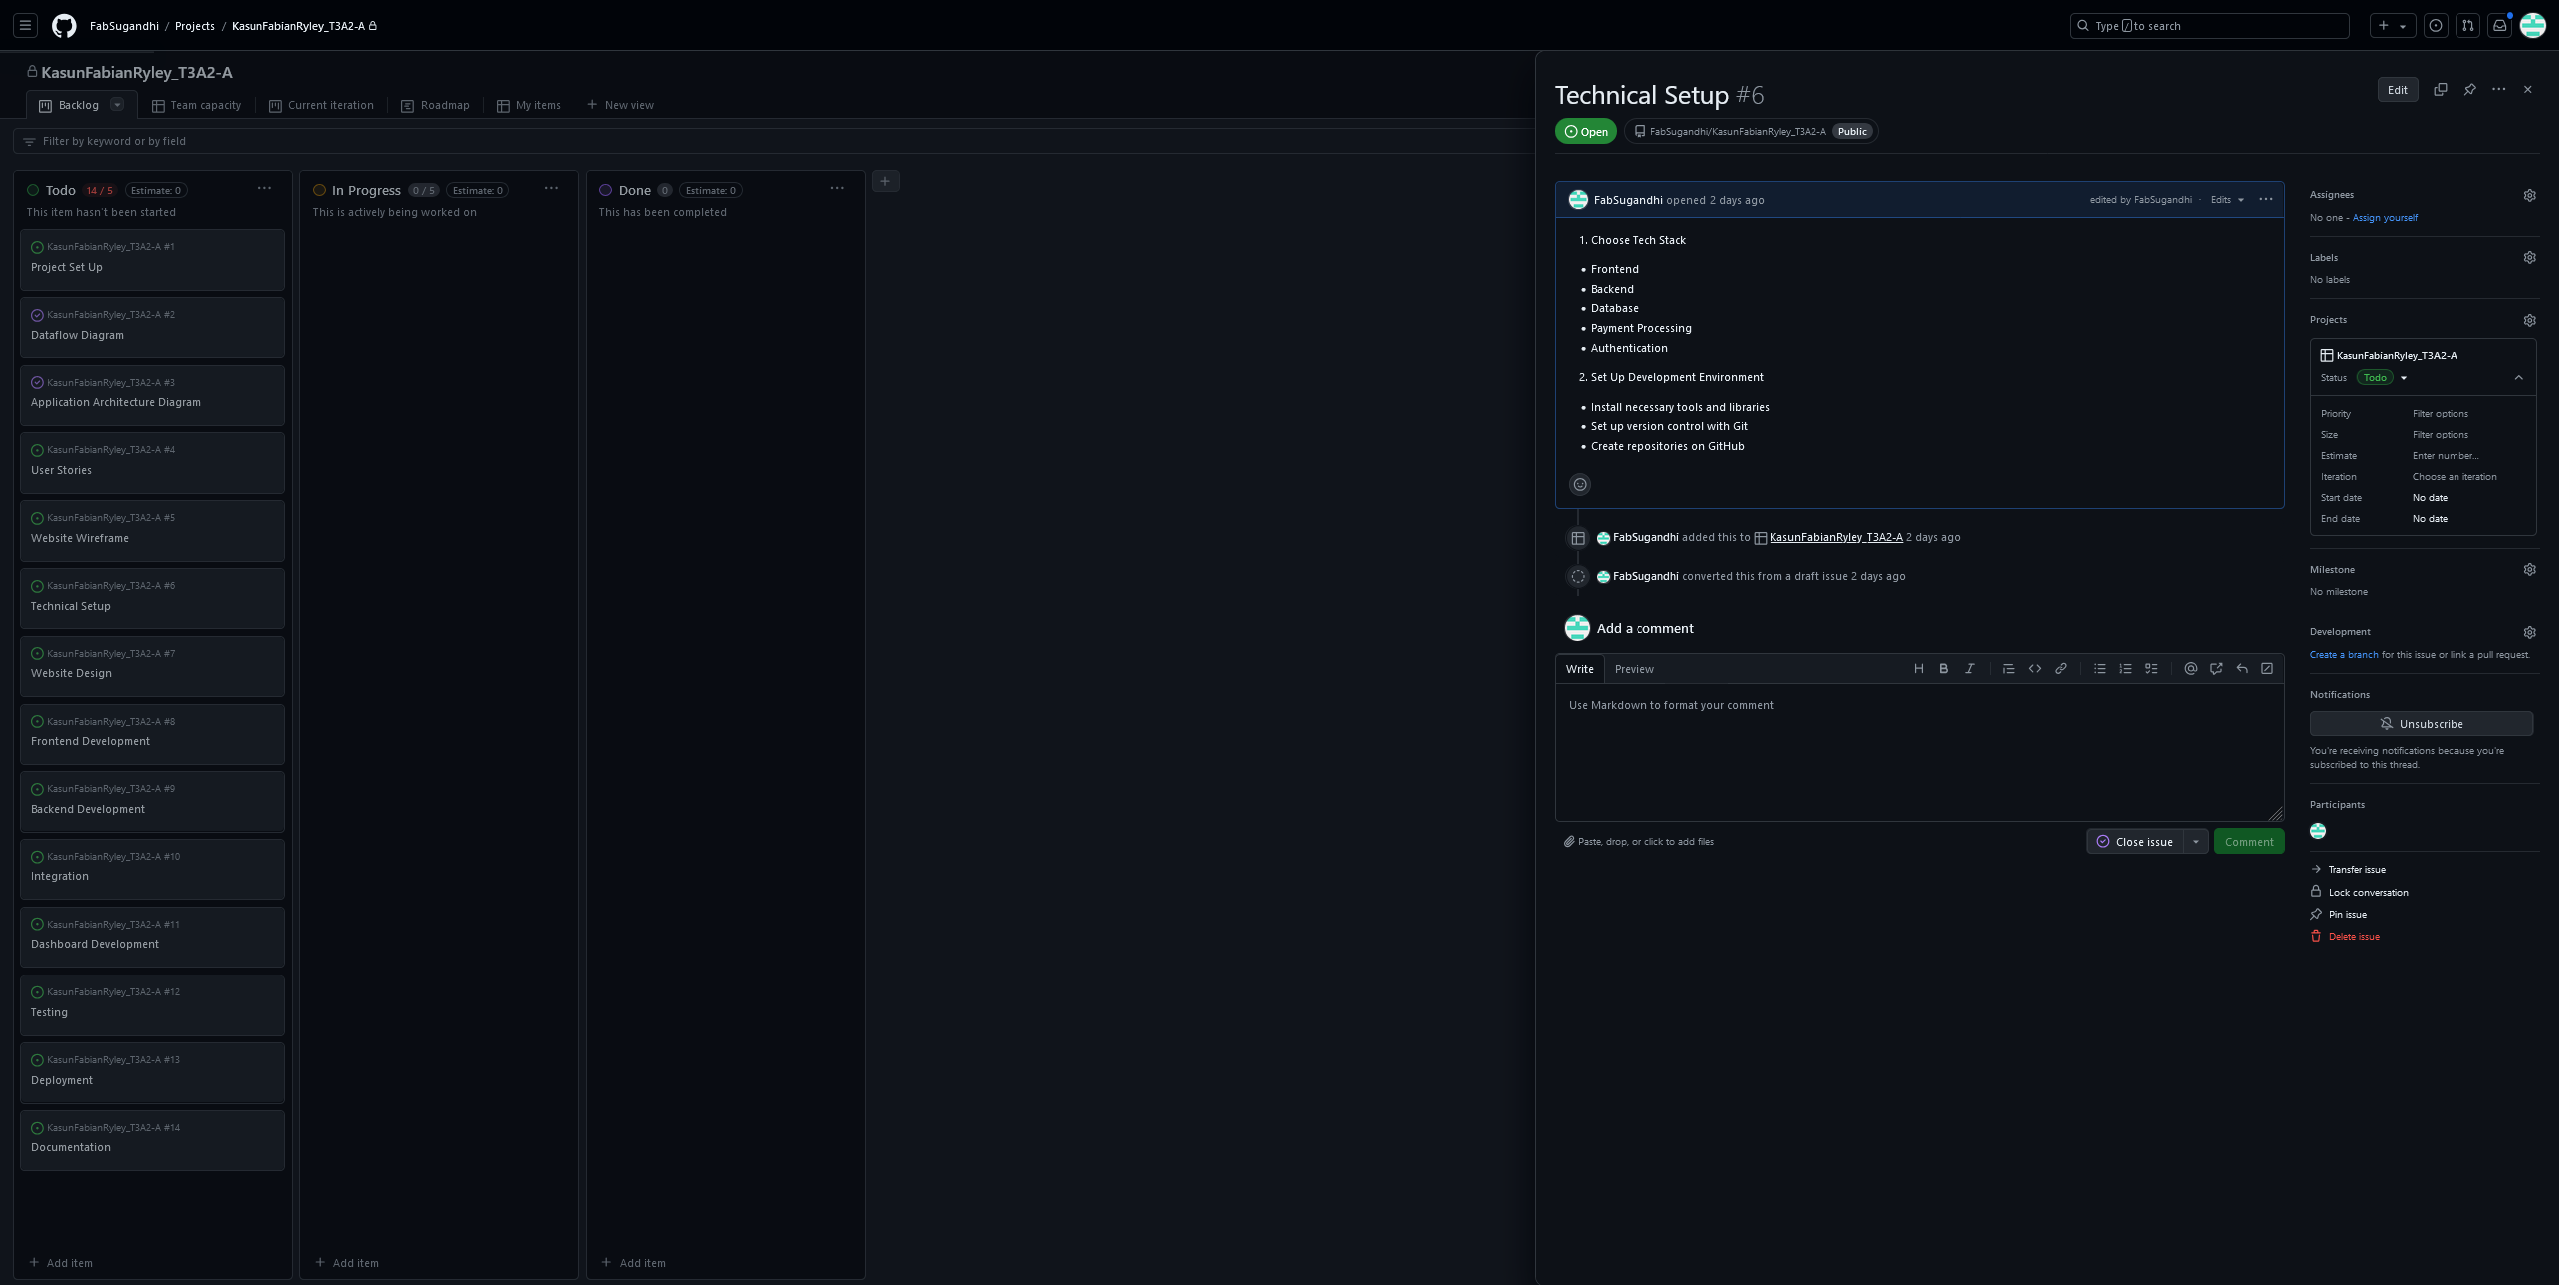 FabSugandhi / Projects / KasunFabianRyley_T3A2-A
Type / to search
KasunFabianRyley_T3A2-A
Backlog
Team capacity
Current iteration
Roadmap
My items
New view
Filter by keyword or by field
Todo 14 / 5 Estimate: 0
This item hasn't been started
KasunFabianRyley_T3A2-A #1
Project Set Up
KasunFabianRyley_T3A2-A #2
Dataflow Diagram
KasunFabianRyley_T3A2-A #3
Application Architecture Diagram
KasunFabianRyley_T3A2-A #4
User Stories
KasunFabianRyley_T3A2-A #5
Website Wireframe
KasunFabianRyley_T3A2-A #6
Technical Setup
KasunFabianRyley_T3A2-A #7
Website Design
KasunFabianRyley_T3A2-A #8
Frontend Development
KasunFabianRyley_T3A2-A #9
Backend Development
KasunFabianRyley_T3A2-A #10
Integration
KasunFabianRyley_T3A2-A #11
Dashboard Development
KasunFabianRyley_T3A2-A #12
Testing
KasunFabianRyley_T3A2-A #13
Deployment
KasunFabianRyley_T3A2-A #14
Documentation
+ Add item
In Progress 0 / 5 Estimate: 0
This is actively being worked on
+ Add item
Done 0 Estimate: 0
This has been completed
+ Add item
Technical Setup #6
Edit
Open
FabSugandhi/KasunFabianRyley_T3A2-A Public
FabSugandhi opened 2 days ago
edited by FabSugandhi · Edits
1. Choose Tech Stack
• Frontend
• Backend
• Database
• Payment Processing
• Authentication
2. Set Up Development Environment
• Install necessary tools and libraries
• Set up version control with Git
• Create repositories on GitHub
FabSugandhi added this to KasunFabianRyley_T3A2-A 2 days ago
FabSugandhi converted this from a draft issue 2 days ago
Add a comment
Write
Preview
Use Markdown to format your comment
Paste, drop, or click to add files
Close issue
Comment
Assignees
No one - Assign yourself
Labels
No labels
Projects
KasunFabianRyley_T3A2-A
Status Todo
Priority Filter options
Size Filter options
Estimate Enter number...
Iteration Choose an iteration
Start date No date
End date No date
Milestone
No milestone
Development
Create a branch for this issue or link a pull request.
Notifications
Unsubscribe
You're receiving notifications because you're
subscribed to this thread.
Participants
Transfer issue
Lock conversation
Pin issue
Delete issue